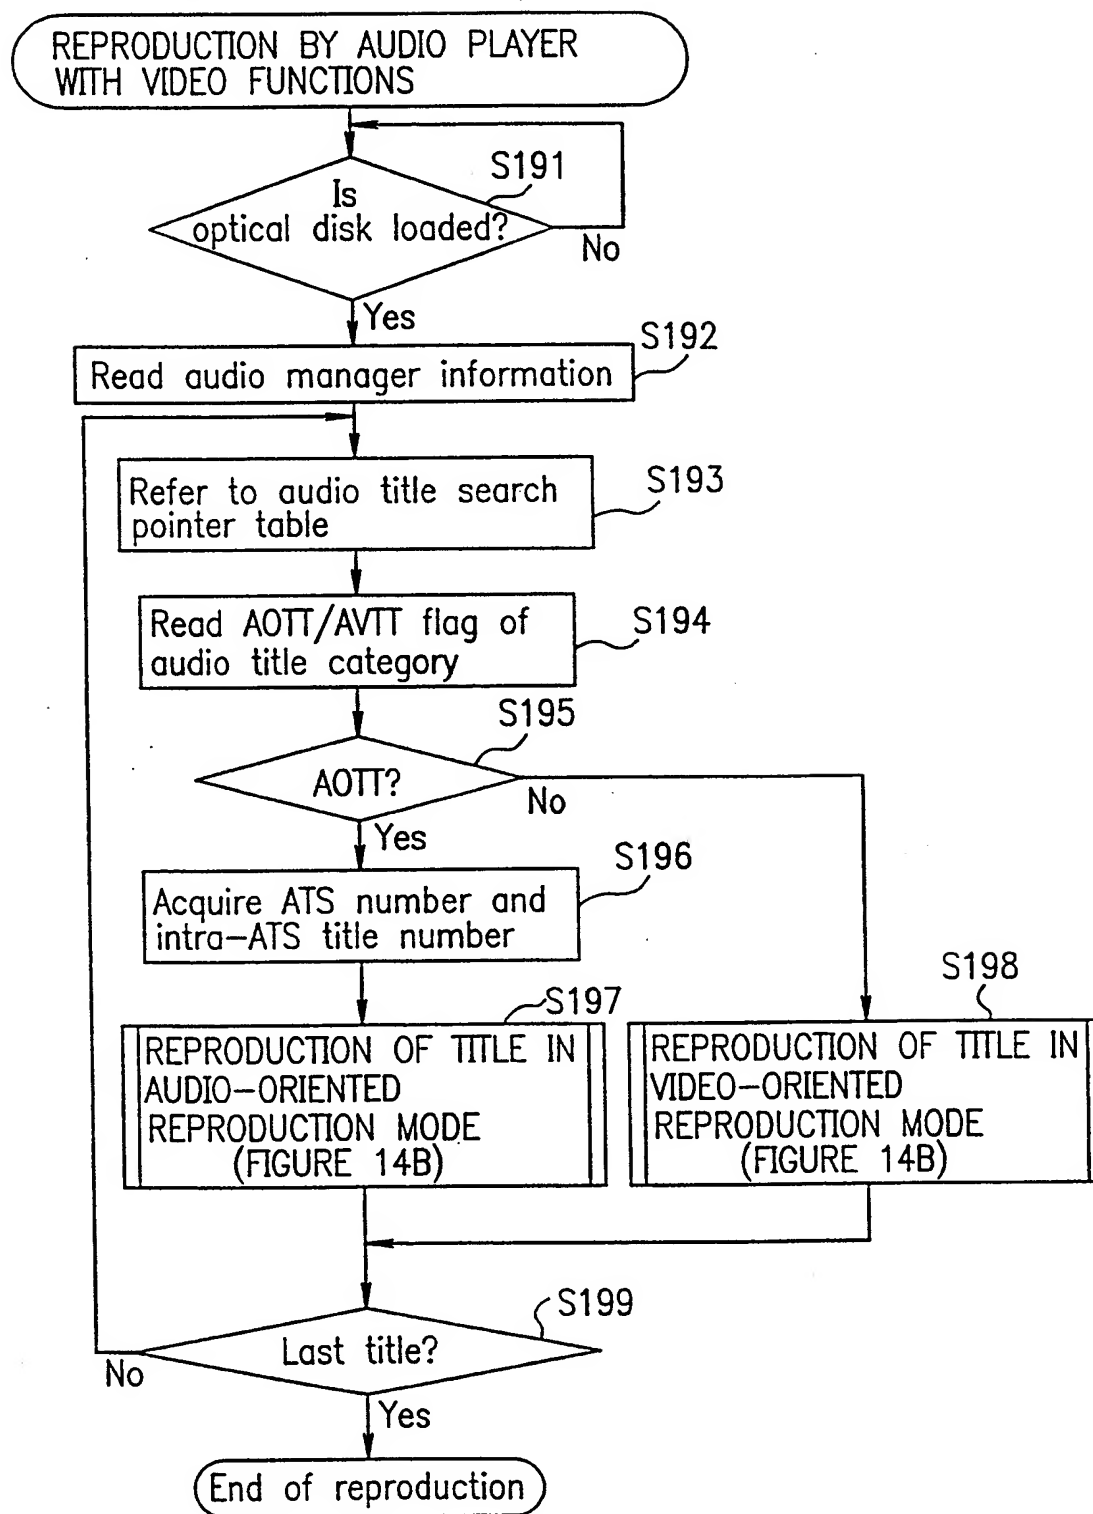 REPRODUCTION BY AUDIO PLAYER
WITH VIDEO FUNCTIONS
S191
Is
optical disk loaded?
No
Yes
S192
Read audio manager information
S193
Refer to audio title search
pointer table
S194
Read AOTT/AVTT flag of
audio title category
S195
AOTT?
No
Yes
S196
Acquire ATS number and
intra-ATS title number
S197
REPRODUCTION OF TITLE IN
AUDIO-ORIENTED
REPRODUCTION MODE
(FIGURE 14B)
S198
REPRODUCTION OF TITLE IN
VIDEO-ORIENTED
REPRODUCTION MODE
(FIGURE 14B)
S199
Last title?
No
Yes
End of reproduction